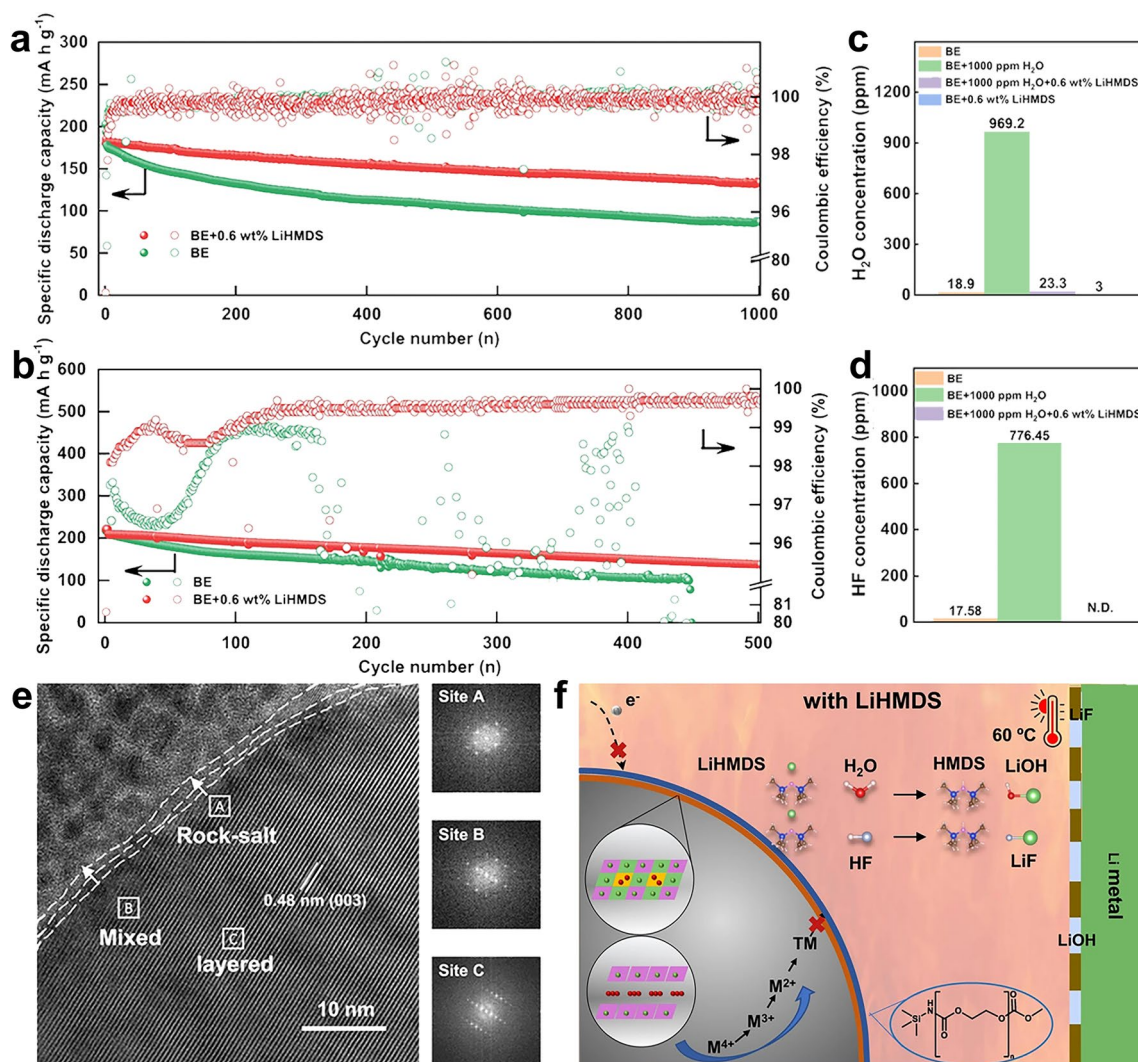 a
300
250
200
150
100
50
0
Specific discharge capacity (mA h g⁻¹)
BE+0.6 wt% LiHMDS
BE
0
200
400
600
800
1000
Cycle number (n)
100
98
96
80
60
Coulombic efficiency (%)
c
BE
BE+1000 ppm H₂O
BE+1000 ppm H₂O+0.6 wt% LiHMDS
BE+0.6 wt% LiHMDS
1200
900
600
300
0
H₂O concentration (ppm)
969.2
18.9
23.3
3
b
600
500
400
300
200
100
0
Specific discharge capacity (mA h g⁻¹)
BE
BE+0.6 wt% LiHMDS
0
100
200
300
400
500
Cycle number (n)
100
99
98
97
96
81
80
Coulombic efficiency (%)
d
BE
BE+1000 ppm H₂O
BE+1000 ppm H₂O+0.6 wt% LiHMDS
1000
800
600
400
200
0
HF concentration (ppm)
776.45
17.58
N.D.
e
A
Rock-salt
B
Mixed
C
layered
0.48 nm (003)
10 nm
Site A
Site B
Site C
f
with LiHMDS
e⁻
60 ºC
LiF
LiHMDS
H₂O
HMDS
LiOH
HF
LiF
Li metal
LiOH
TM
M²⁺
M³⁺
M⁴⁺
Si
H
N
O
O
O
O
O
O
n